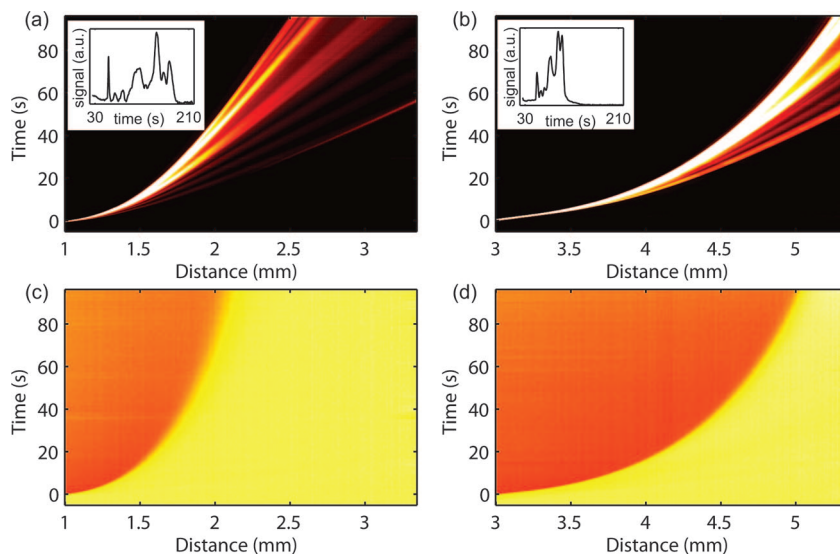 (a)
signal (a.u.)
30 time (s) 210
Time (s)
80
60
40
20
0
1 1.5 2 2.5 3
Distance (mm)
(b)
signal (a.u.)
30 time (s) 210
Time (s)
80
60
40
20
0
3 3.5 4 4.5 5
Distance (mm)
(c)
Time (s)
80
60
40
20
0
1 1.5 2 2.5 3
Distance (mm)
(d)
Time (s)
80
60
40
20
0
3 3.5 4 4.5 5
Distance (mm)